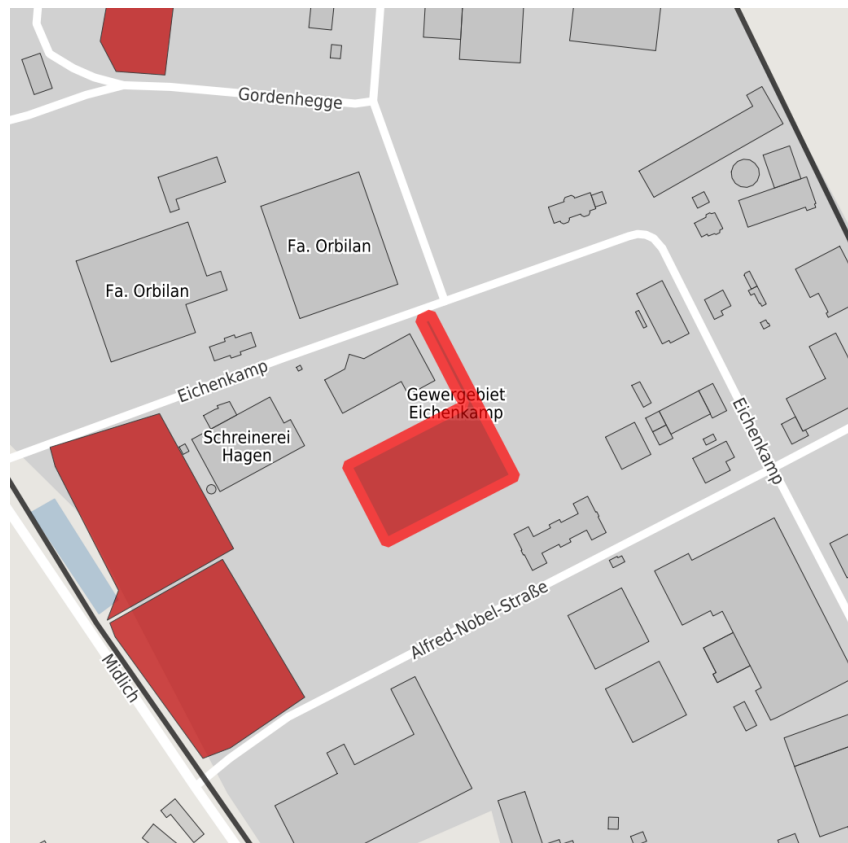 Gordenhegge
Fa. Orbilan
Fa. Orbilan
Eichenkamp
Gewergebiet
Eichenkamp
Schreinerei
Hagen
Eichenkamp
Alfred-Nobel-Straße
Midlich